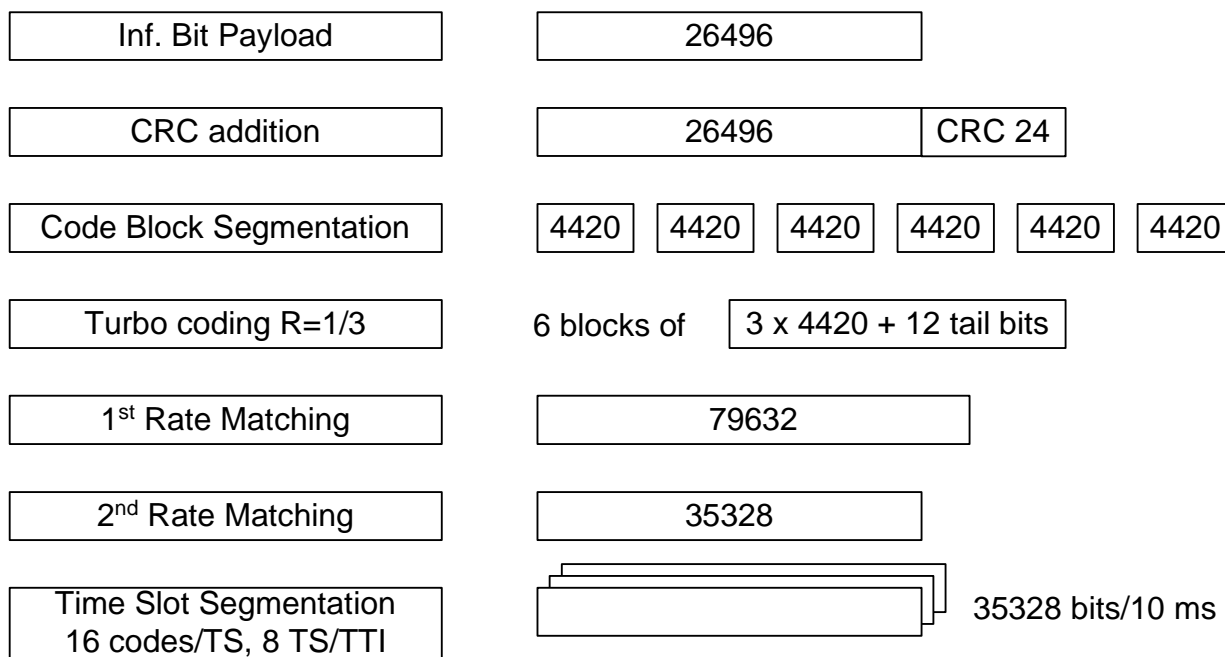 Inf. Bit Payload 26496
CRC addition 26496 CRC 24
Code Block Segmentation 4420 4420 4420 4420 4420 4420
Turbo coding R=1/3 6 blocks of 3 x 4420 + 12 tail bits
1st Rate Matching 79632
2nd Rate Matching 35328
Time Slot Segmentation
16 codes/TS, 8 TS/TTI
35328 bits/10 ms